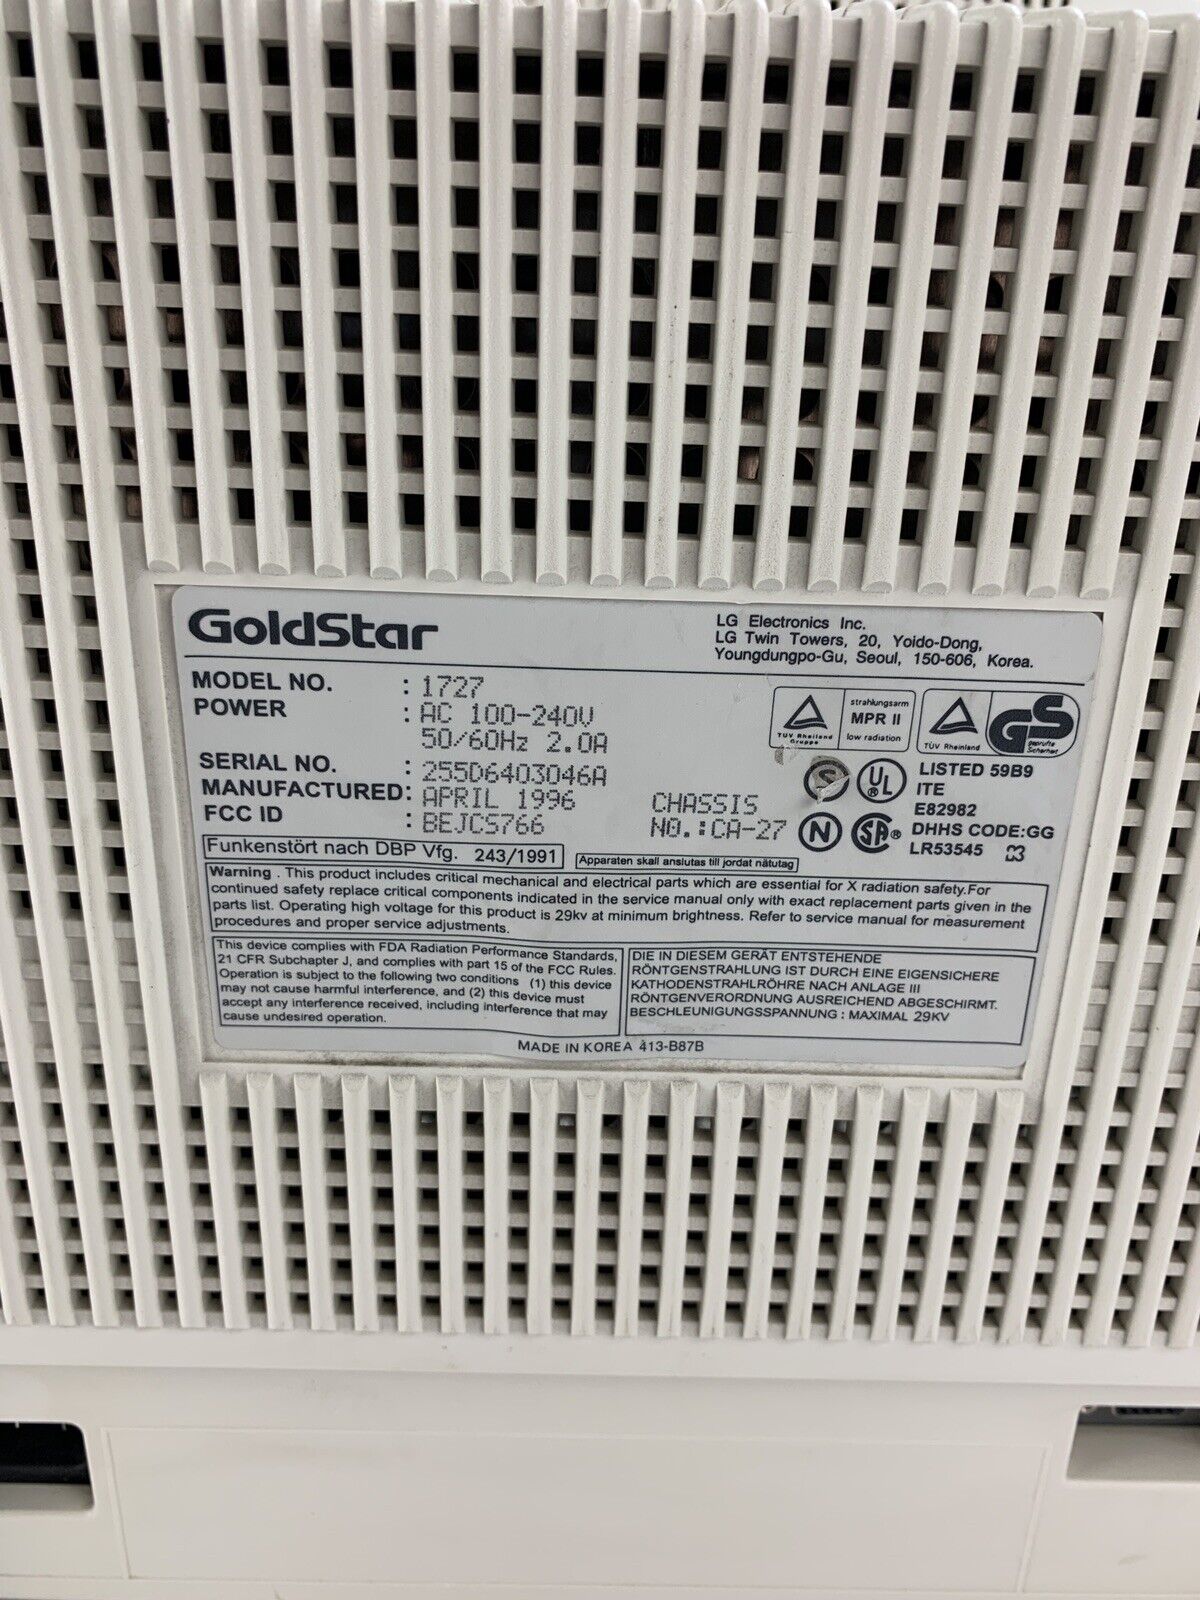 GoldStar
LG Electronics Inc.
LG Twin Towers, 20, Yoido-Dong,
Youngdungpo-Gu, Seoul, 150-606, Korea.
MODEL NO. : 1727
POWER : AC 100-240V
50/60Hz 2.0A
SERIAL NO. : 255D6403046A
MANUFACTURED: APRIL 1996
FCC ID : BEJCS766
CHASSIS
NO.:CA-27
TÜV Rheinland
Gruppe
strahlungsarm
MPR II
low radiation
TÜV Rheinland
GS
geprüfte
Sicherheit
S
UL
N
SA
LISTED 59B9
ITE
E82982
DHHS CODE:GG
LR53545
Funkenstört nach DBP Vfg. 243/1991
Apparaten skall anslutas till jordat nätutag
Warning . This product includes critical mechanical and electrical parts which are essential for X radiation safety.For
continued safety replace critical components indicated in the service manual only with exact replacement parts given in the
parts list. Operating high voltage for this product is 29kv at minimum brightness. Refer to service manual for measurement
procedures and proper service adjustments.
This device complies with FDA Radiation Performance Standards,
21 CFR Subchapter J, and complies with part 15 of the FCC Rules.
Operation is subject to the following two conditions (1) this device
may not cause harmful interference, and (2) this device must
accept any interference received, including interference that may
cause undesired operation.
DIE IN DIESEM GERÄT ENTSTEHENDE
RÖNTGENSTRAHLUNG IST DURCH EINE EIGENSICHERE
KATHODENSTRAHLRÖHRE NACH ANLAGE III
RÖNTGENVERORDNUNG AUSREICHEND ABGESCHIRMT.
BESCHLEUNIGUNGSSPANNUNG : MAXIMAL 29KV
MADE IN KOREA 413-B87B